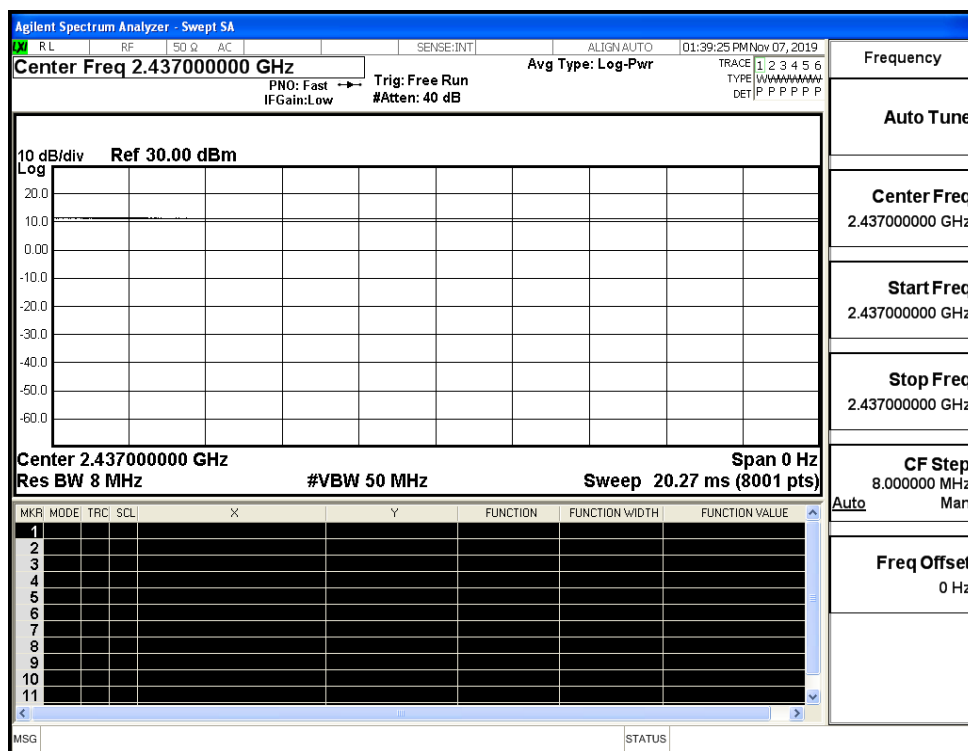 Agilent Spectrum Analyzer - Swept SA
LXI RL RF 50 Ω AC SENSE:INT ALIGN AUTO 01:39:25 PM Nov 07, 2019
Center Freq 2.437000000 GHz
PNO: Fast
IFGain:Low
Trig: Free Run
#Atten: 40 dB
Avg Type: Log-Pwr
TRACE 1 2 3 4 5 6
TYPE WWWWWW
DET P P P P P P
10 dB/div Ref 30.00 dBm
Log
20.0
10.0
0.00
-10.0
-20.0
-30.0
-40.0
-50.0
-60.0
Center 2.437000000 GHz Span 0 Hz
Res BW 8 MHz #VBW 50 MHz Sweep 20.27 ms (8001 pts)
MKR MODE TRC SCL X Y FUNCTION FUNCTION WIDTH FUNCTION VALUE
1
2
3
4
5
6
7
8
9
10
11
MSG STATUS
Frequency
Auto Tune
Center Freq
2.437000000 GHz
Start Freq
2.437000000 GHz
Stop Freq
2.437000000 GHz
CF Step
8.000000 MHz
Auto Man
Freq Offset
0 Hz